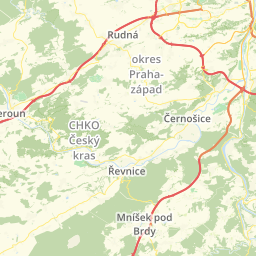 Rudná
okres
Praha-
západ
eroun
CHKO
Český
kras
Černošice
Řevnice
Mníšek pod
Brdy